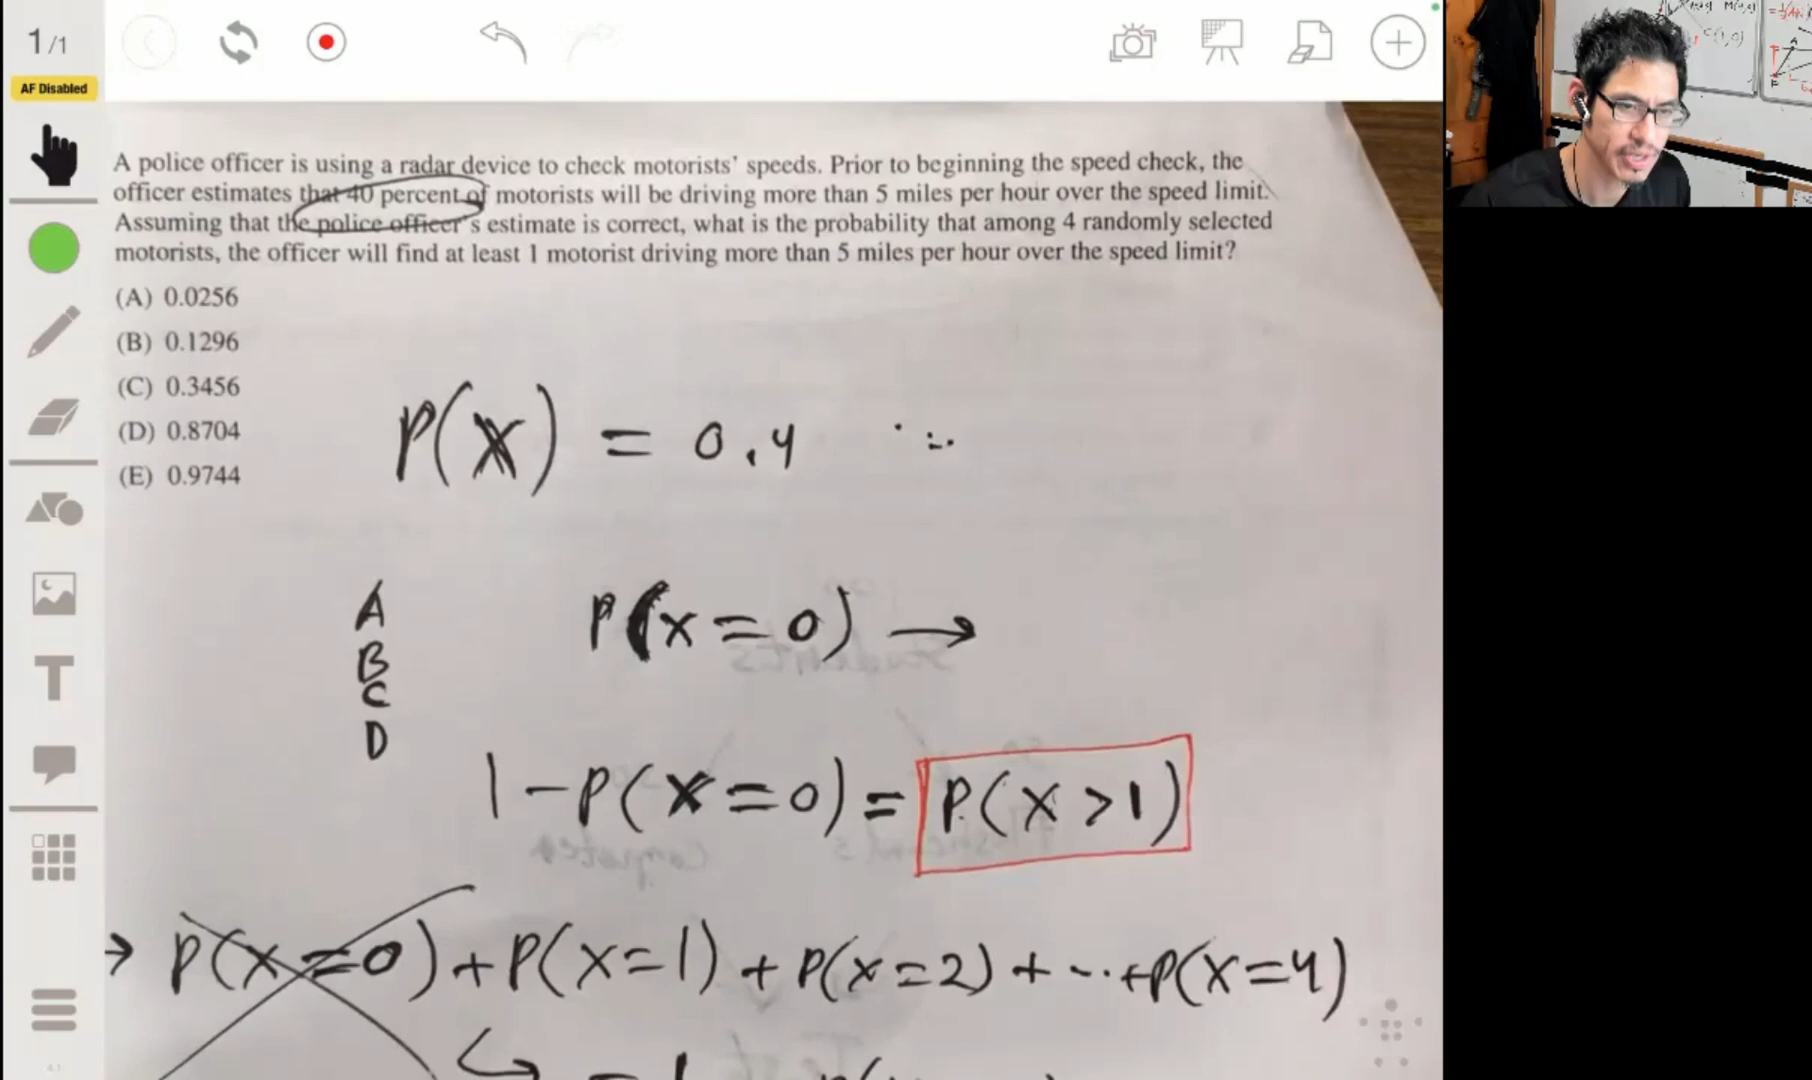 1/1
AF Disabled
A police officer is using a radar device to check motorists' speeds. Prior to beginning the speed check, the
officer estimates that 40 percent of motorists will be driving more than 5 miles per hour over the speed limit.
Assuming that the police officer's estimate is correct, what is the probability that among 4 randomly selected
motorists, the officer will find at least 1 motorist driving more than 5 miles per hour over the speed limit?
(A) 0.0256
(B) 0.1296
(C) 0.3456
(D) 0.8704
(E) 0.9744
P(X) = 0.4
A
B
C
D
P(x=0) →
1-P(x=0) = P(x>1)
→ P(x=0)+P(x=1)+P(x=2)+...+P(x=4)
T